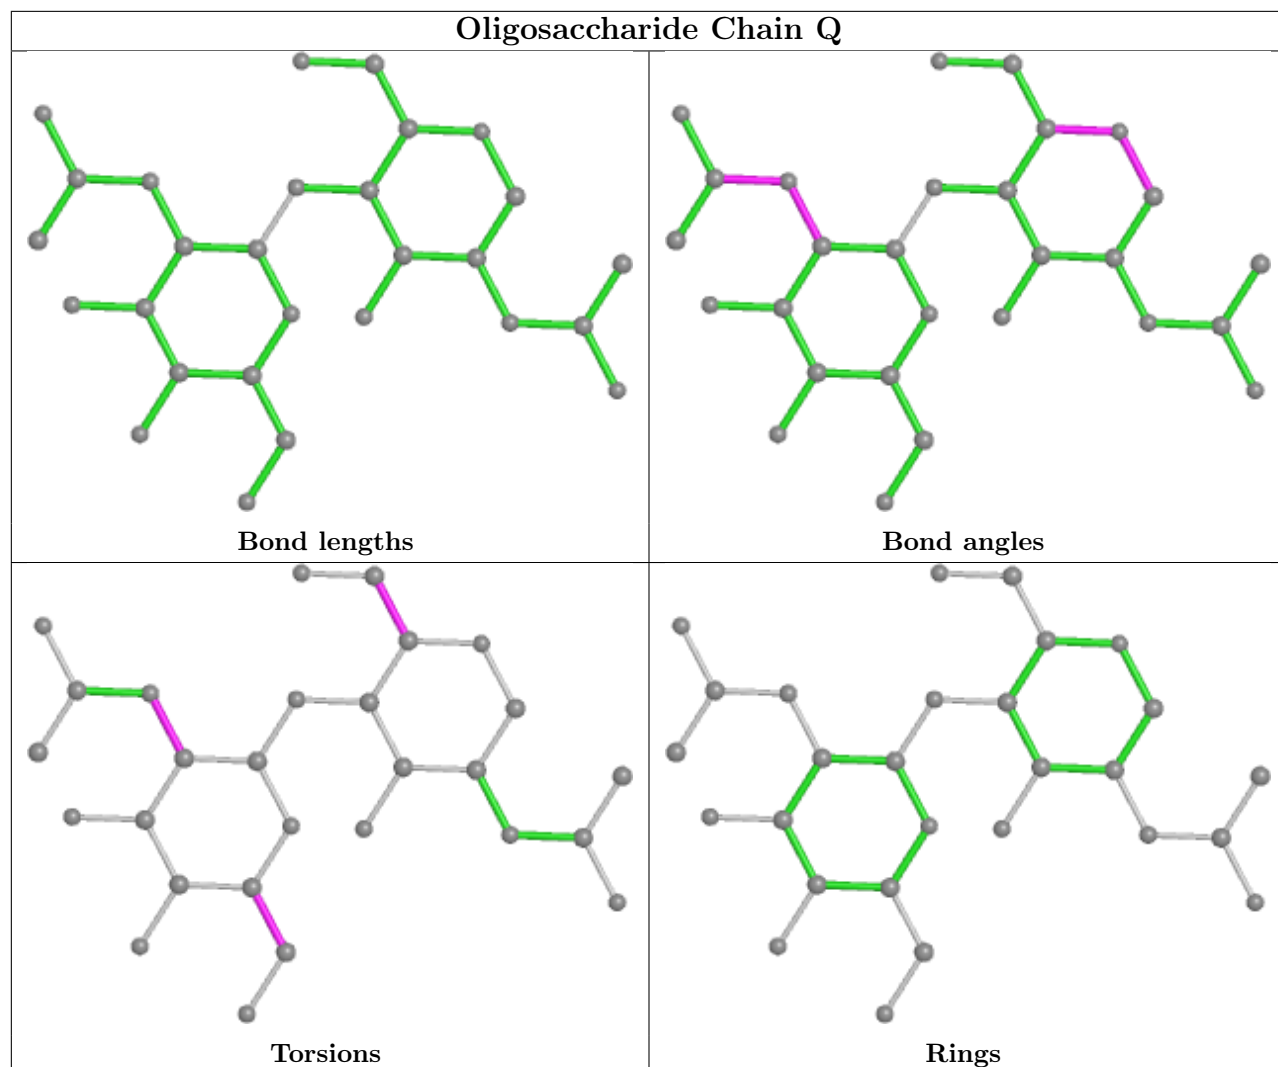 Oligosaccharide Chain Q
Bond lengths
Bond angles
Torsions
Rings